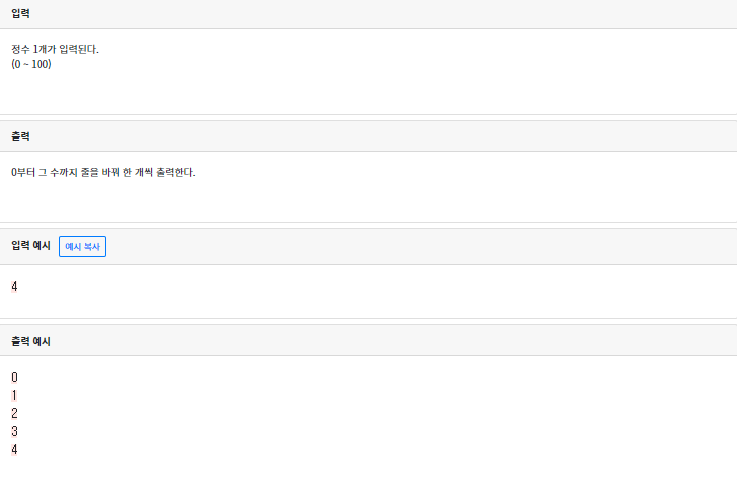 입력
정수 1개가 입력된다.
(0 ~ 100)
출력
0부터 그 수까지 줄을 바꿔 한 개씩 출력한다.
입력 예시 예시 복사
4
출력 예시
0
1
2
3
4